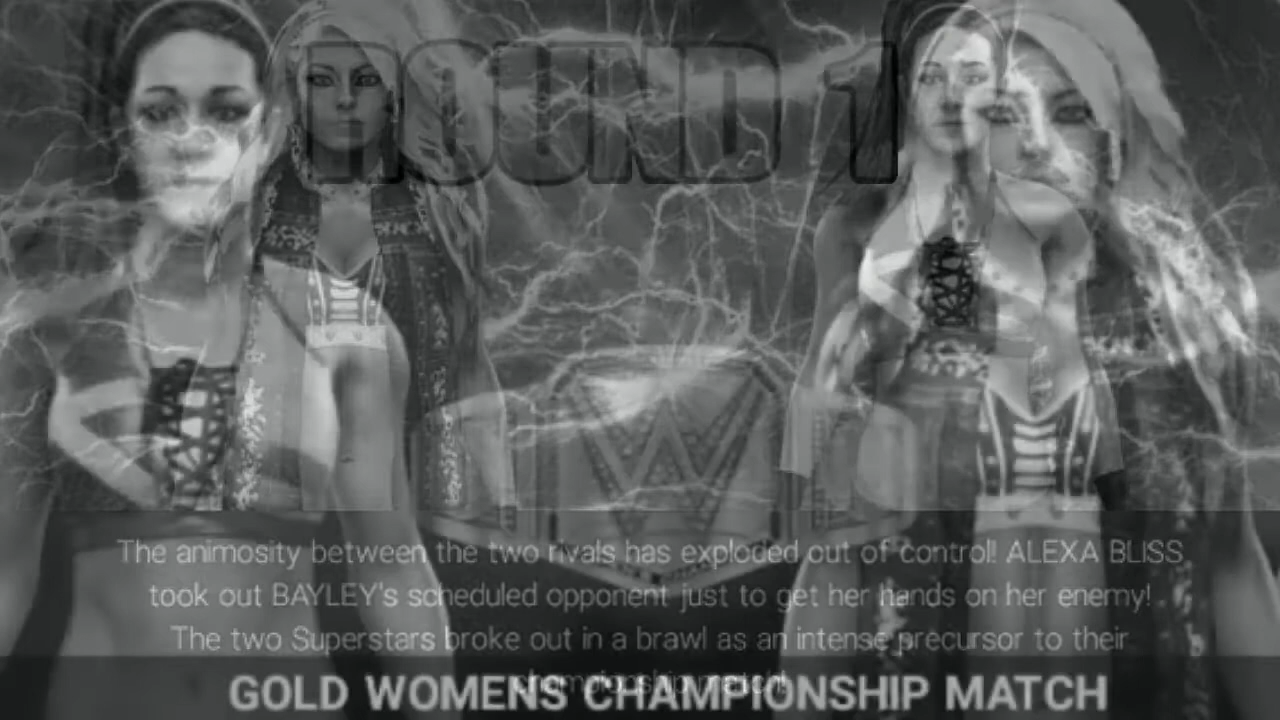 ROUND 1
The animosity between the two rivals has exploded out of control! ALEXA BLISS
took out BAYLEY's scheduled opponent just to get her hands on her enemy!
The two Superstars broke out in a brawl as an intense precursor to their
championship match!
GOLD WOMENS CHAMPIONSHIP MATCH